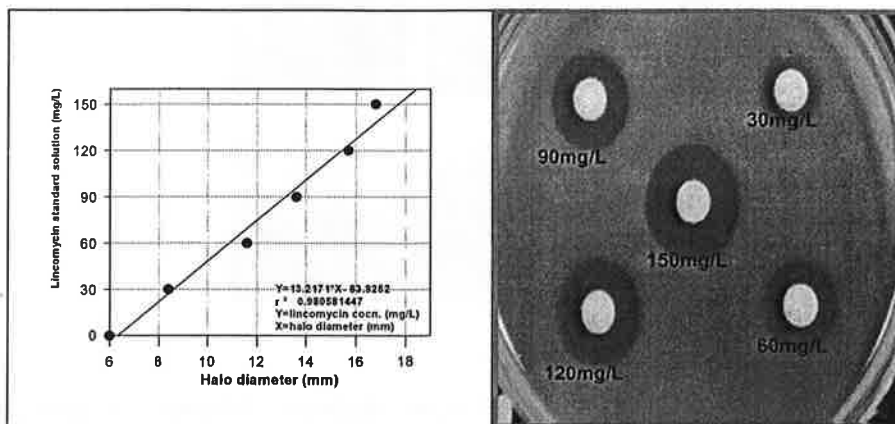 Lincomycin standard solution (mg/L)
150
120
90
60
30
0
Y=13.2171*X- 83.9252
r ² 0.980581447
Y=lincomycin cocn. (mg/L)
X=halo diameter (mm)
6 8 10 12 14 16 18
Halo diameter (mm)
90mg/L
30mg/L
150mg/L
120mg/L
60mg/L